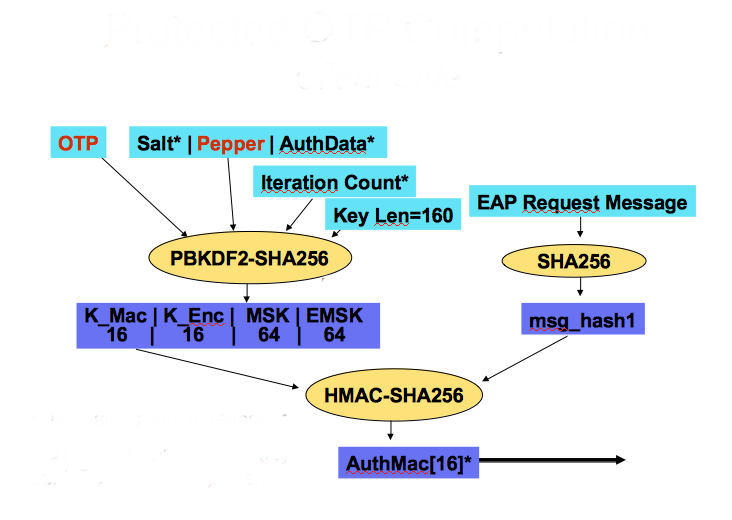 OTP
Salt* | Pepper | AuthData*
Iteration Count*
Key Len=160
EAP Request Message
PBKDF2-SHA256
SHA256
K_Mac | K_Enc | MSK | EMSK
16 | 16 | 64 | 64
msg_hash1
HMAC-SHA256
AuthMac[16]*